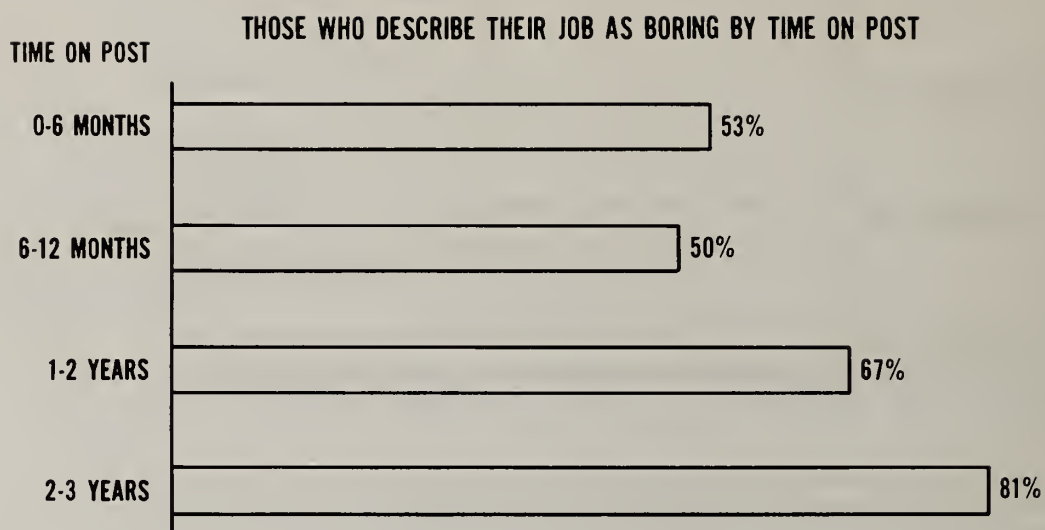 THOSE WHO DESCRIBE THEIR JOB AS BORING BY TIME ON POST
TIME ON POST
0-6 MONTHS 53%
6-12 MONTHS 50%
1-2 YEARS 67%
2-3 YEARS 81%